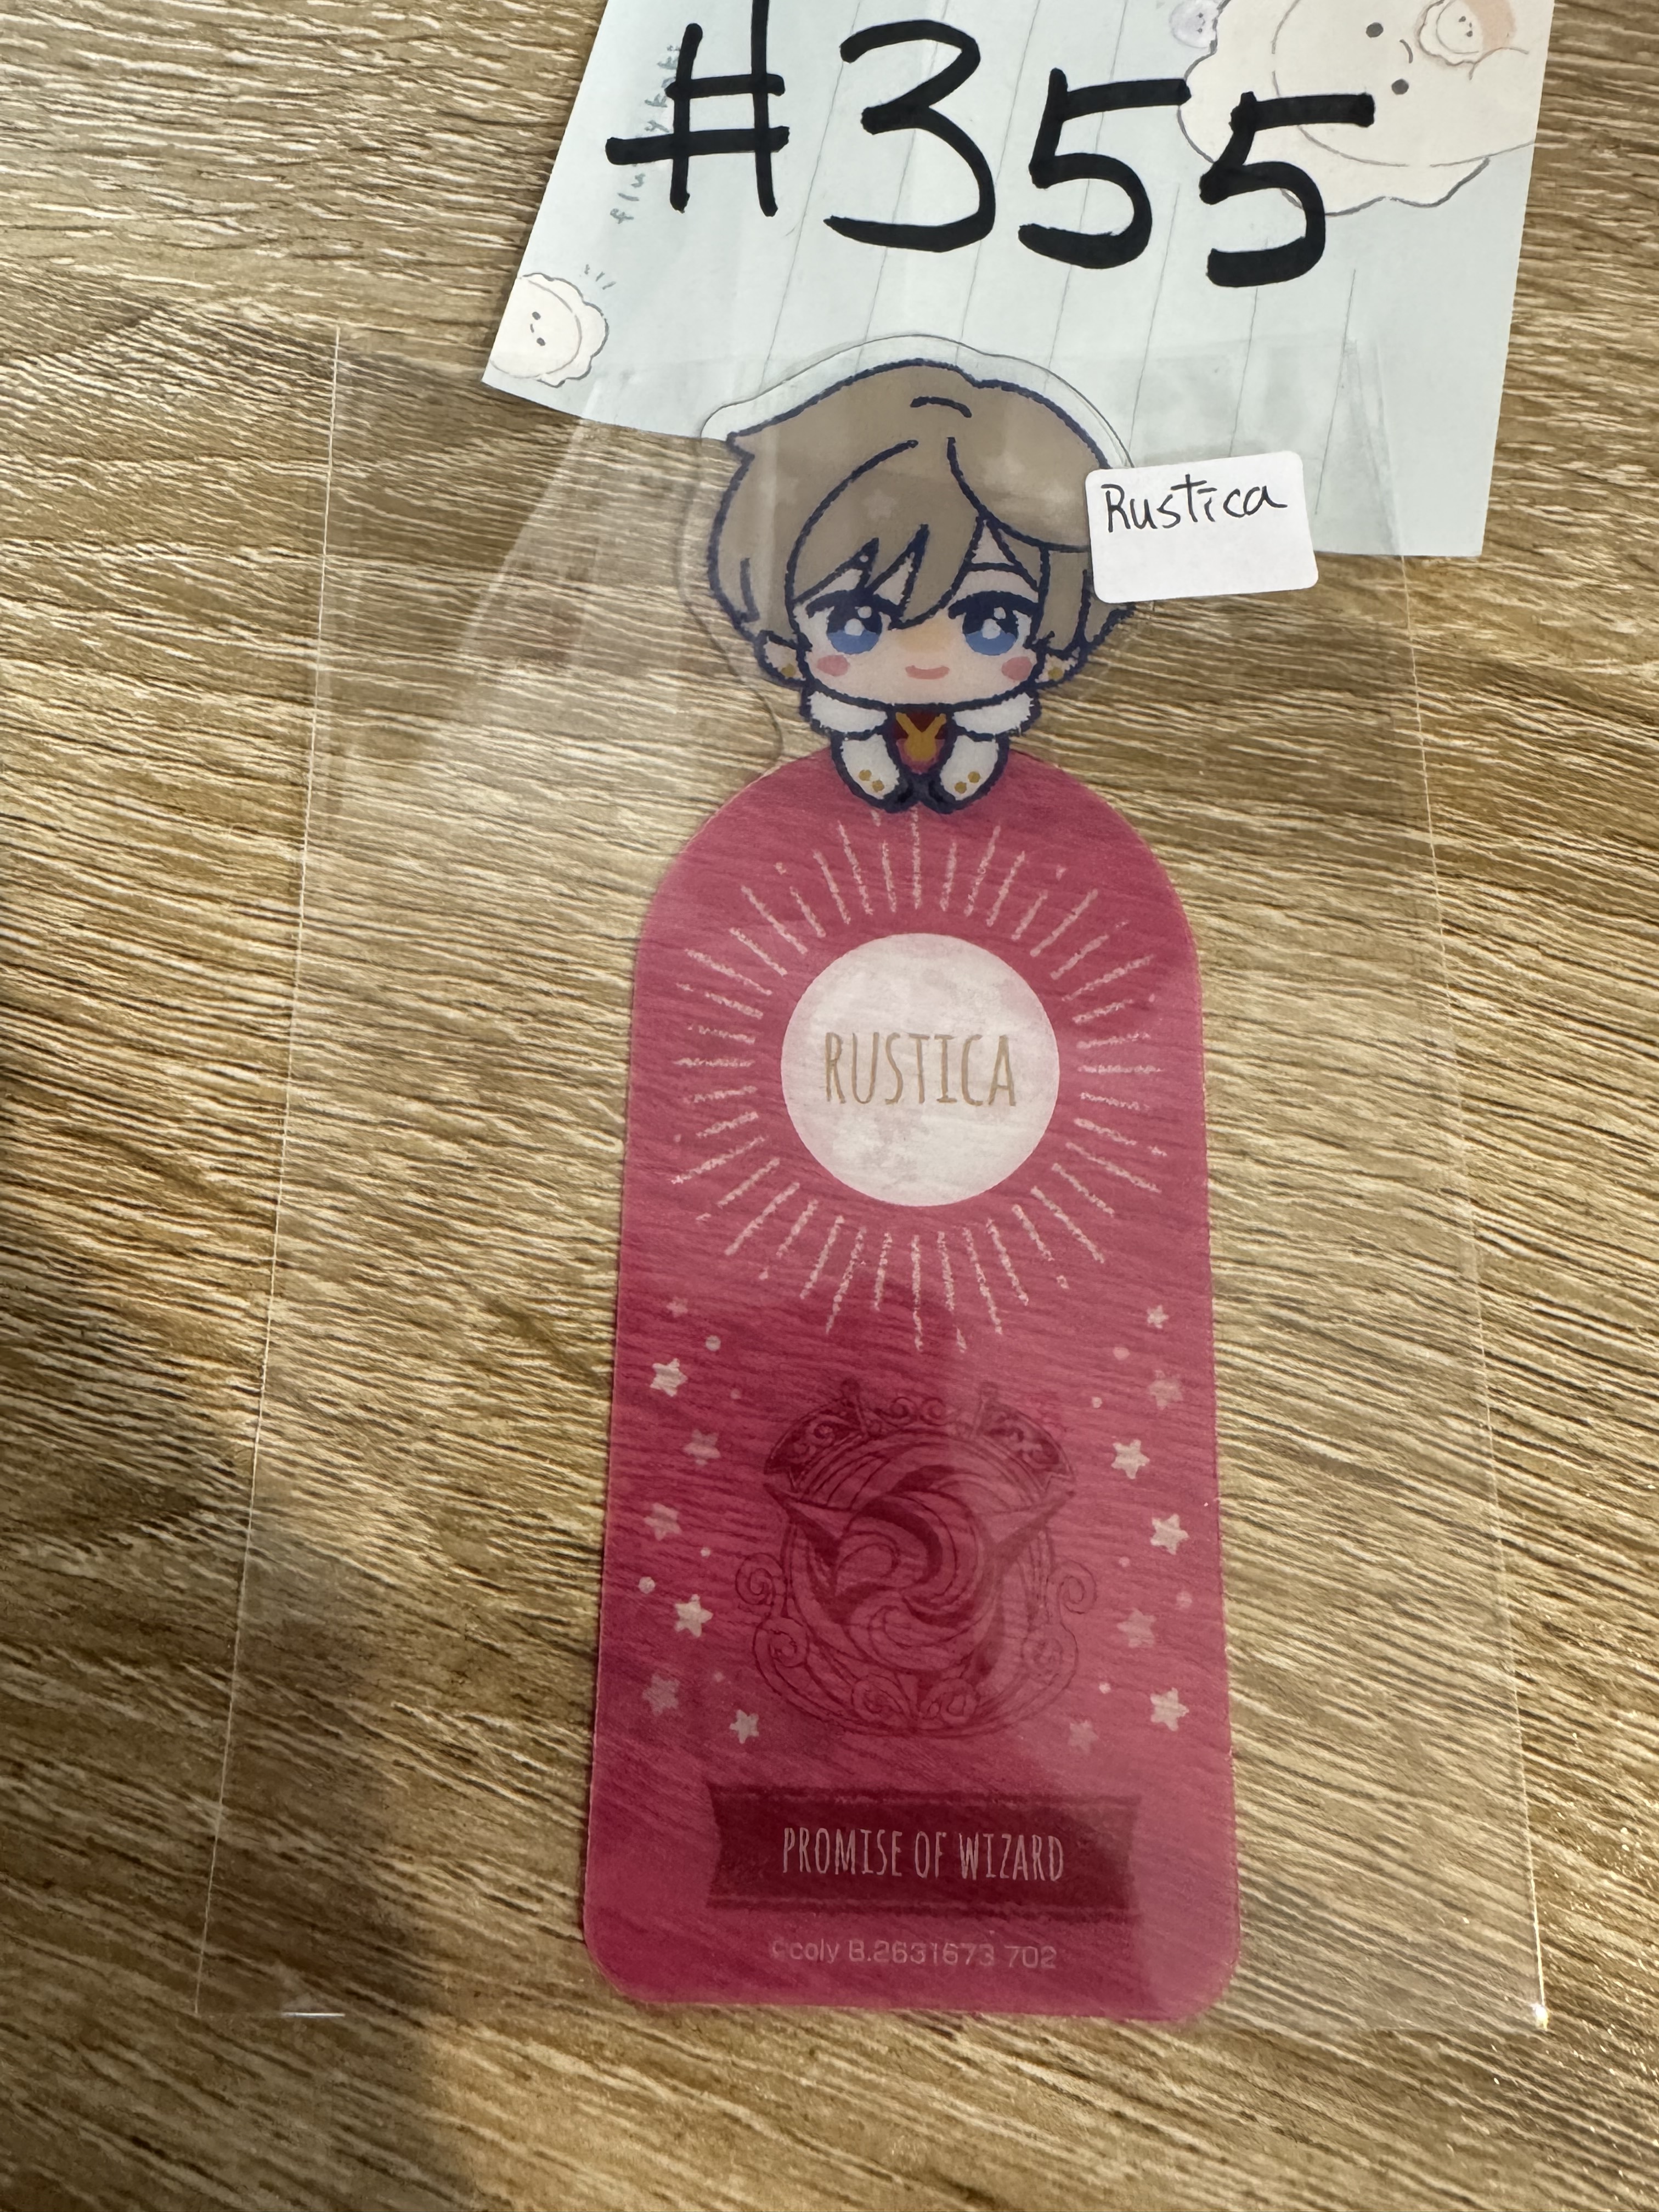 #355
Rustica
RUSTICA
PROMISE OF WIZARD
©coly B.2631673 702